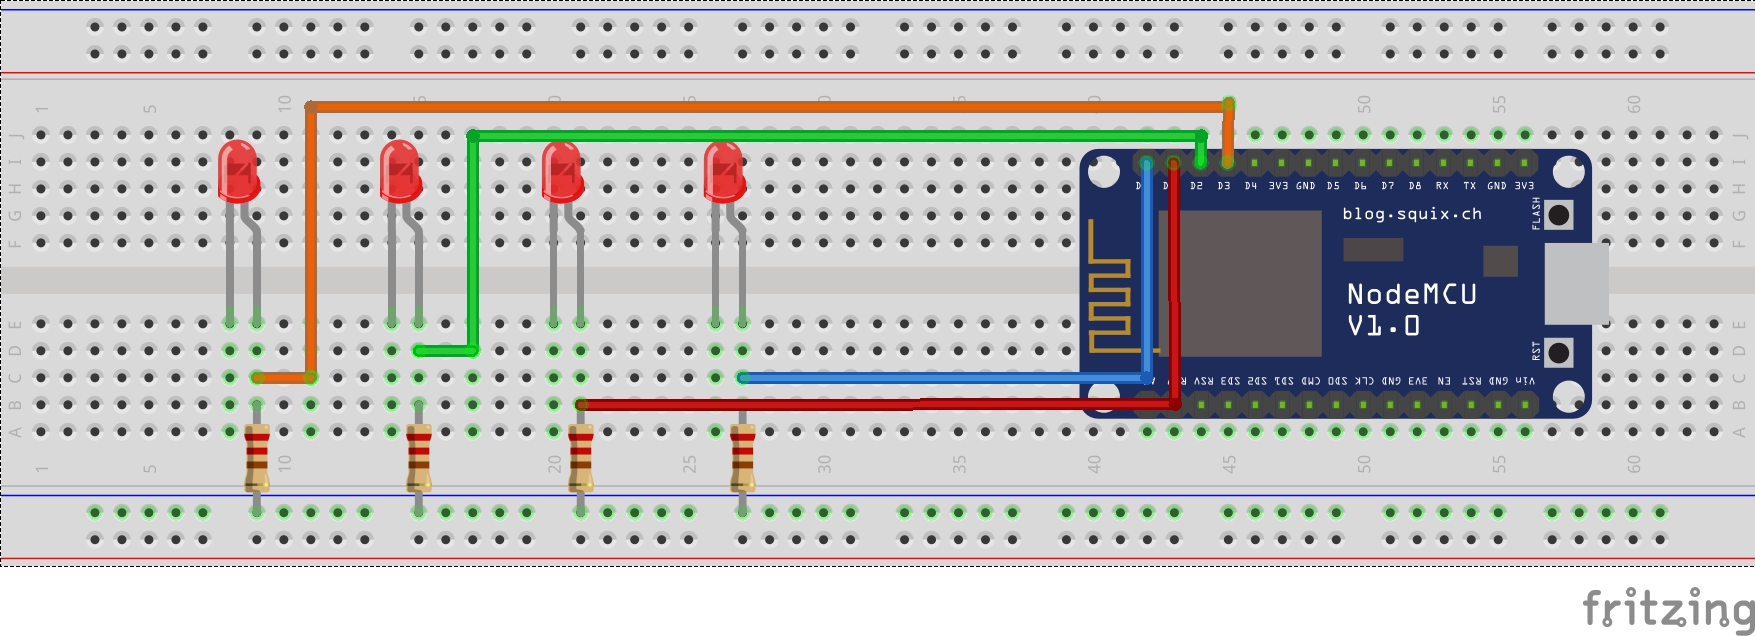 1 5 10 5 20 25 30 35 40 50 55 60
J J
I I
H H
G G
F F
D D D2 D3 D4 3V3 GND D5 D6 D7 D8 RX TX GND 3V3
FLASH
blog.squix.ch
NodeMCU
V1.0
RST
RSV SD3 SD2 SD1 CMD SD0 CLK GND 3V3 EN RST GND Vin
E E
D D
C C
B B
A A
1 5 10 20 25 30 35 40 45 50 55 60
fritzing